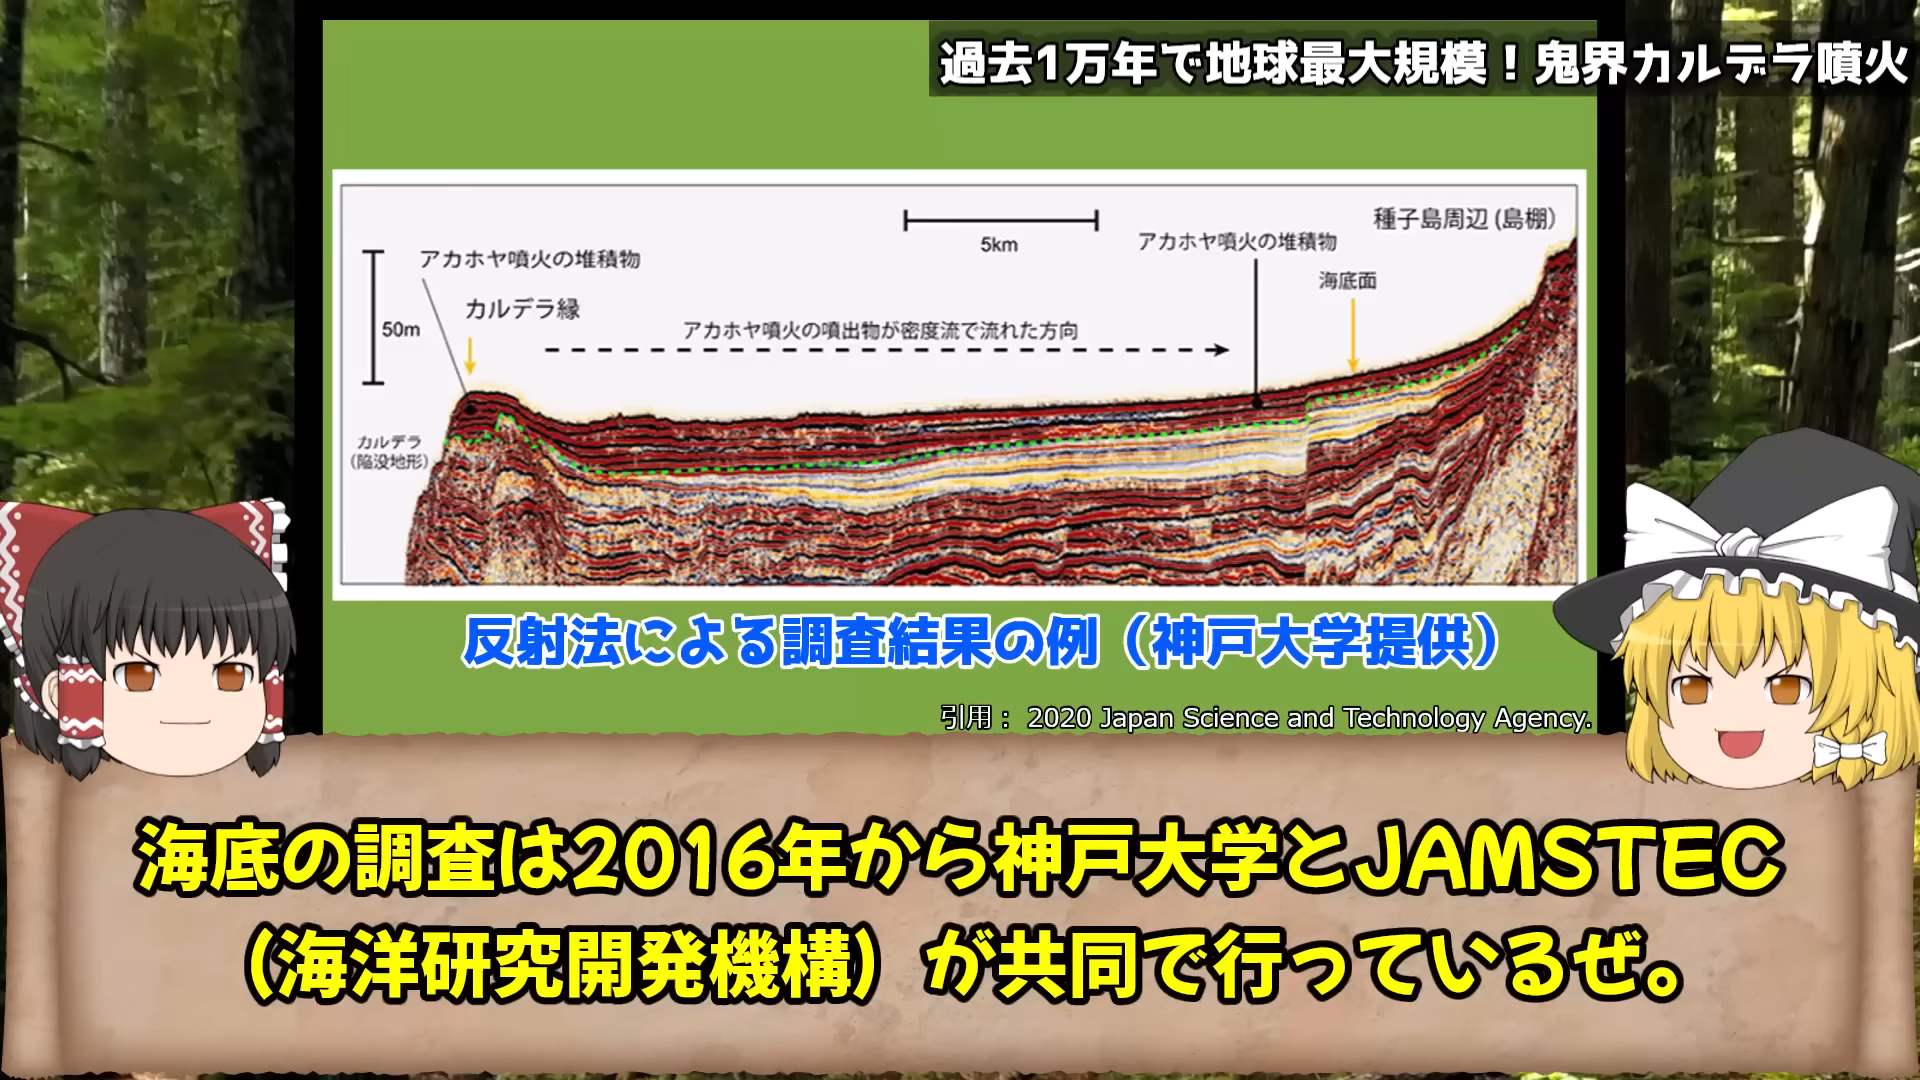 過去1万年で地球最大規模！鬼界カルデラ噴火
5km
種子島周辺 (島棚)
アカホヤ噴火の堆積物
アカホヤ噴火の堆積物
海底面
カルデラ縁
50m
アカホヤ噴火の噴出物が密度流で流れた方向
カルデラ
(陥没地形)
反射法による調査結果の例（神戸大学提供）
引用： 2020 Japan Science and Technology Agency.
海底の調査は2016年から神戸大学とJAMSTEC
（海洋研究開発機構）が共同で行っているぜ。